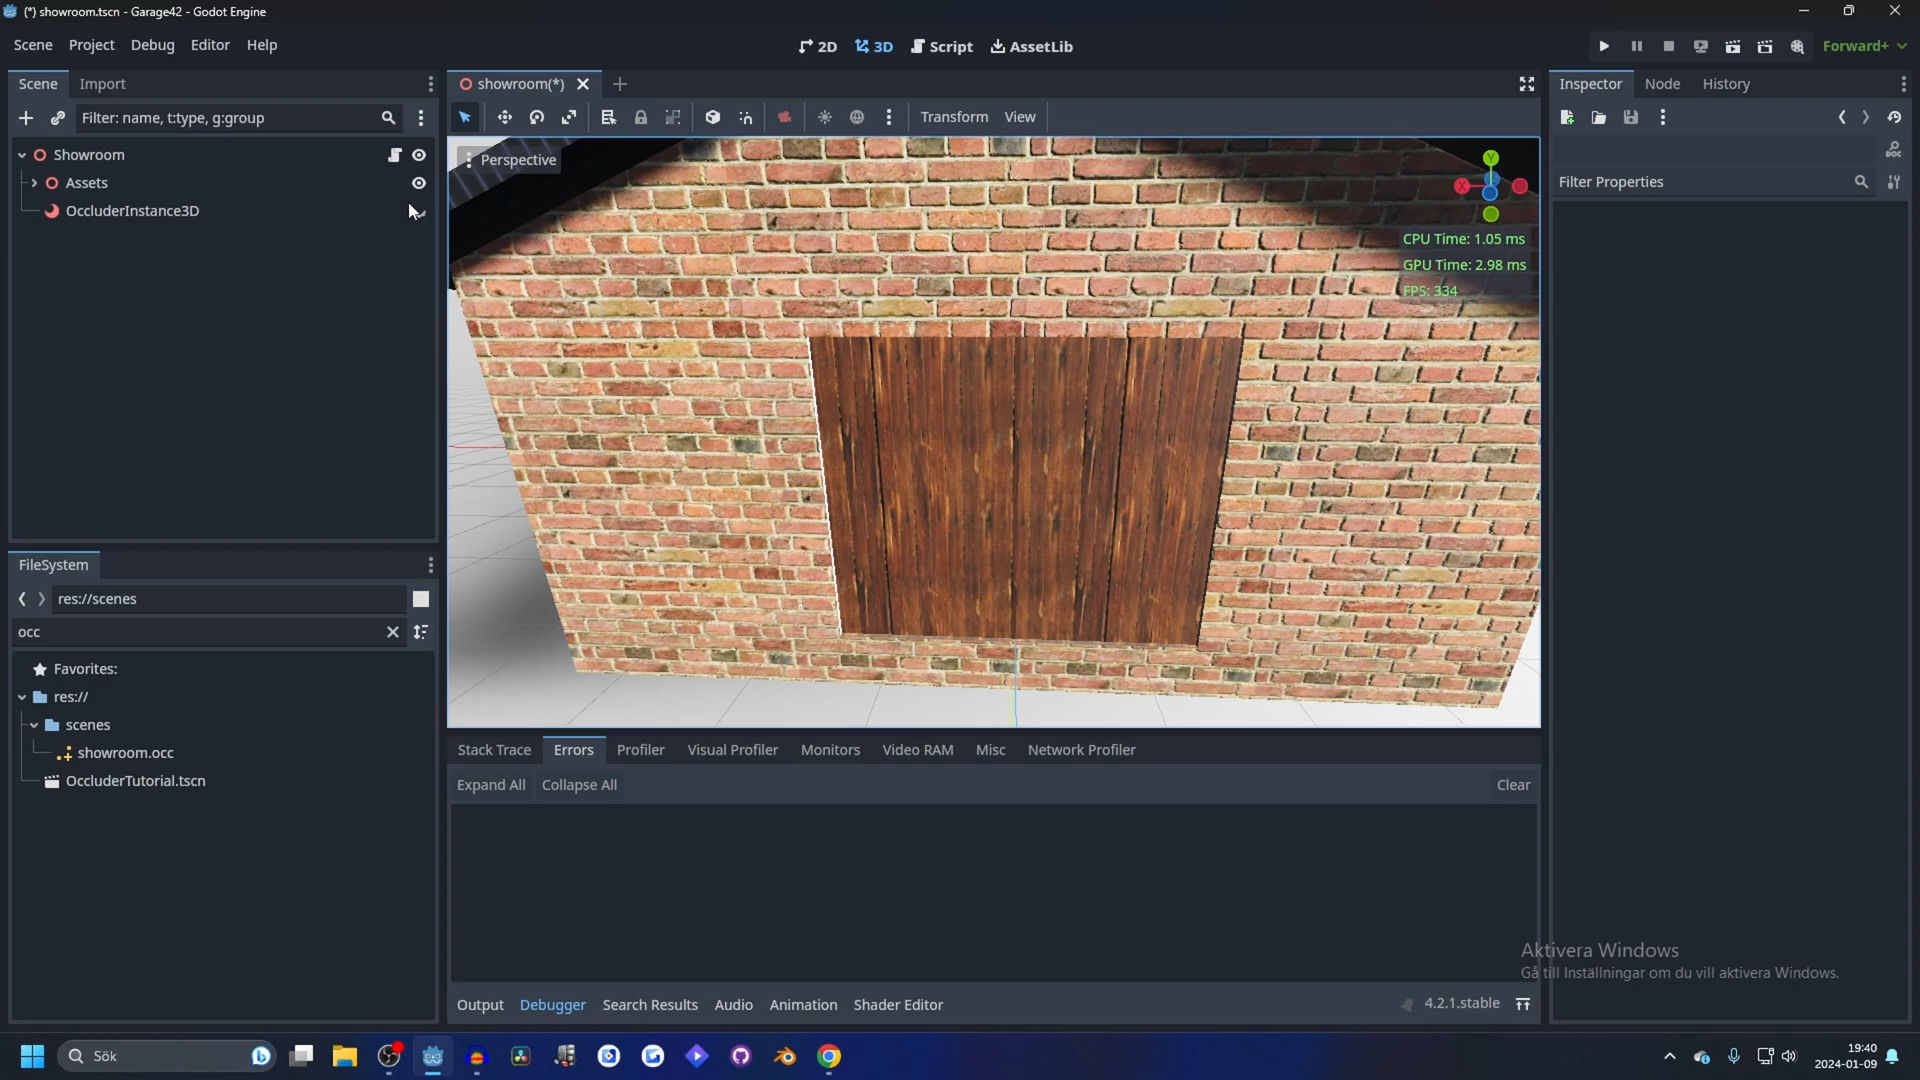 (*) showroom.tscn - Garage42 - Godot Engine
Scene Project Debug Editor Help
2D 3D Script AssetLib
Forward+
Scene Import
Filter: name, t:type, g:group
Showroom
Assets
OccluderInstance3D
FileSystem
res://scenes
occ
Favorites:
res://
scenes
showroom.occ
OccluderTutorial.tscn
showroom(*)
Transform View
Perspective
Y
X
CPU Time: 1.05 ms
GPU Time: 2.98 ms
FPS: 334
Stack Trace Errors Profiler Visual Profiler Monitors Video RAM Misc Network Profiler
Expand All Collapse All Clear
Output Debugger Search Results Audio Animation Shader Editor
4.2.1.stable
Inspector Node History
DOC
Filter Properties
Aktivera Windows
Gå till Inställningar om du vill aktivera Windows.
Sök
19:40
2024-01-09